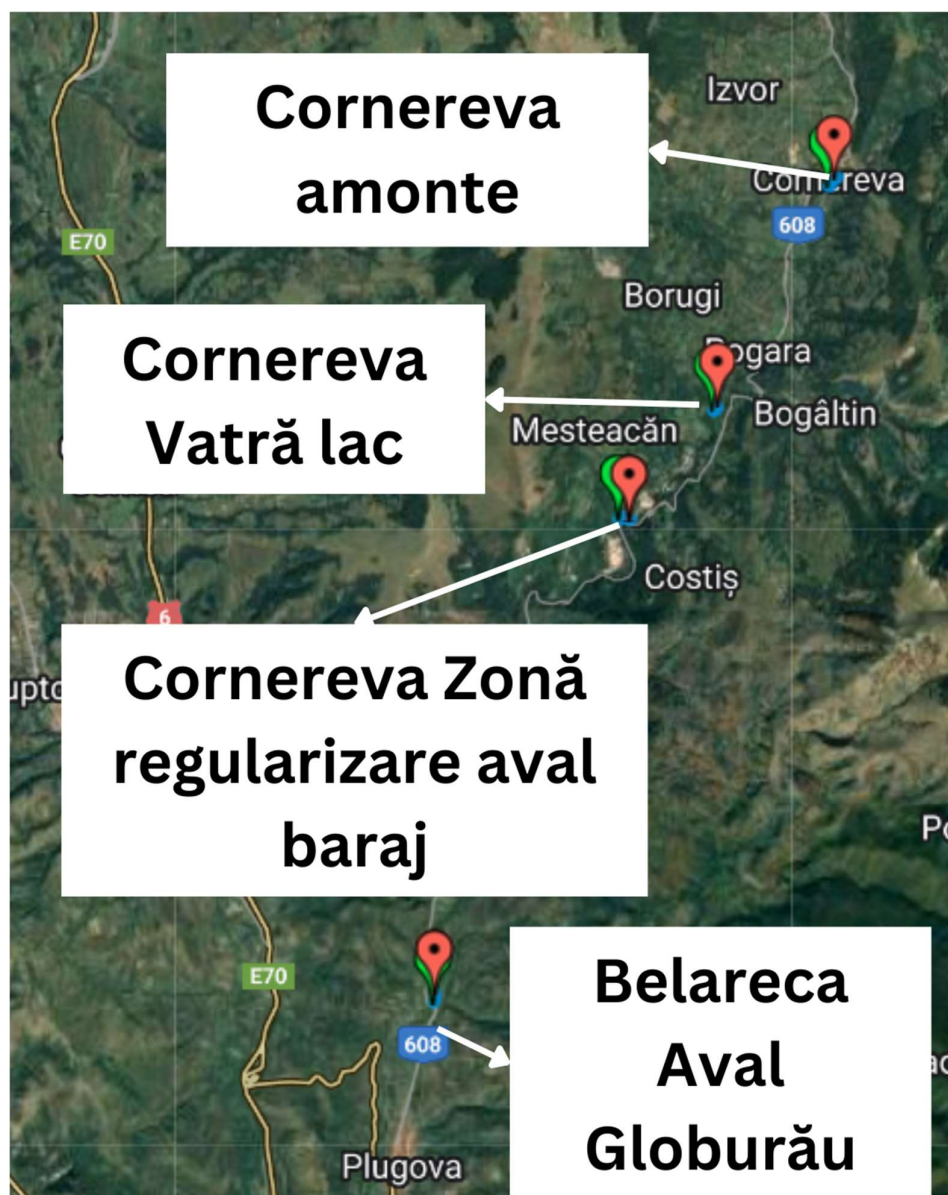 Izvor
Cornereva
amonte
Cornereva
608
E70
Borugi
Cornereva
Vatră lac
Bogara
Bogâltin
Mesteacăn
Costiș
6
Cornereva Zonă
regularizare aval
baraj
E70
608
Belareca
Aval
Globurău
Plugova